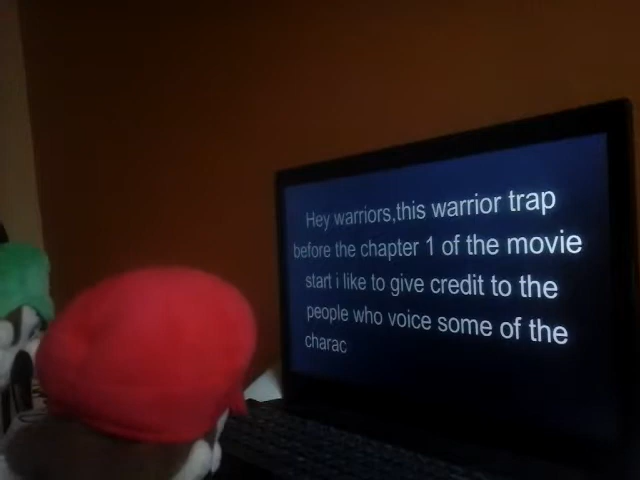 Hey warriors,this warrior trap
before the chapter 1 of the movie
start i like to give credit to the
people who voice some of the
charac